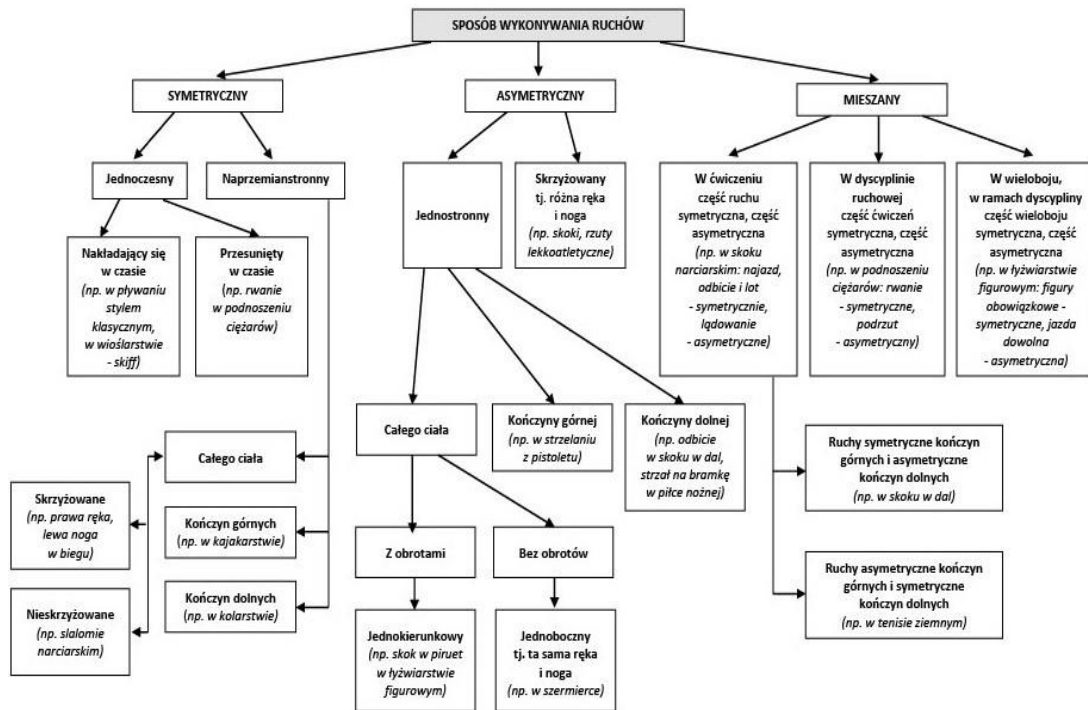 SPOSÓB WYKONYWANIA RUCHÓW
SYMETRYCZNY
ASYMETRYCZNY
MIESZANY
Jednoczesny
Naprzemianstronny
Nakładający się
w czasie
(np. w pływaniu
stylem
klasycznym,
w wioślarstwie
- skiff)
Przesunięty
w czasie
(np. rwanie
w podnoszeniu
ciężarów)
Całego ciała
Skrzyżowane
(np. prawa ręka,
lewa noga
w biegu)
Nieskrzyżowane
(np. slalomie
narciarskim)
Kończyn górnych
(np. w kajakarstwie)
Kończyn dolnych
(np. w kolarstwie)
Jednostronny
Skrzyżowany
tj. różna ręka
i noga
(np. skoki, rzuty
lekkoatletyczne)
Całego ciała
Kończyny górnej
(np. w strzelaniu
z pistoletu)
Kończyny dolnej
(np. odbicie
w skoku w dal,
strzał na bramkę
w piłce nożnej)
Z obrotami
Bez obrotów
Jednokierunkowy
(np. skok w piruet
w łyżwiarstwie
figurowym)
Jednoboczny
tj. ta sama ręka
i noga
(np. w szermierce)
W ćwiczeniu
część ruchu
symetryczna, część
asymetryczna
(np. w skoku
narciarskim: najazd,
odbicie i lot
- symetrycznie,
lądowanie
- asymetryczne)
W dyscyplinie
ruchowej
część ćwiczeń
symetryczna, część
asymetryczna
(np. w podnoszeniu
ciężarów: rwanie
- symetryczne,
podrzut
- asymetryczny)
W wieloboju,
w ramach dyscypliny
część wieloboju
symetryczna, część
asymetryczna
(np. w łyżwiarstwie
figurowym: figury
obowiązkowe -
symetryczne, jazda
dowolna
- asymetryczna)
Ruchy symetryczne kończyn
górnych i asymetryczne
kończyn dolnych
(np. w skoku w dal)
Ruchy asymetryczne kończyn
górnych i symetryczne
kończyn dolnych
(np. w tenisie ziemnym)